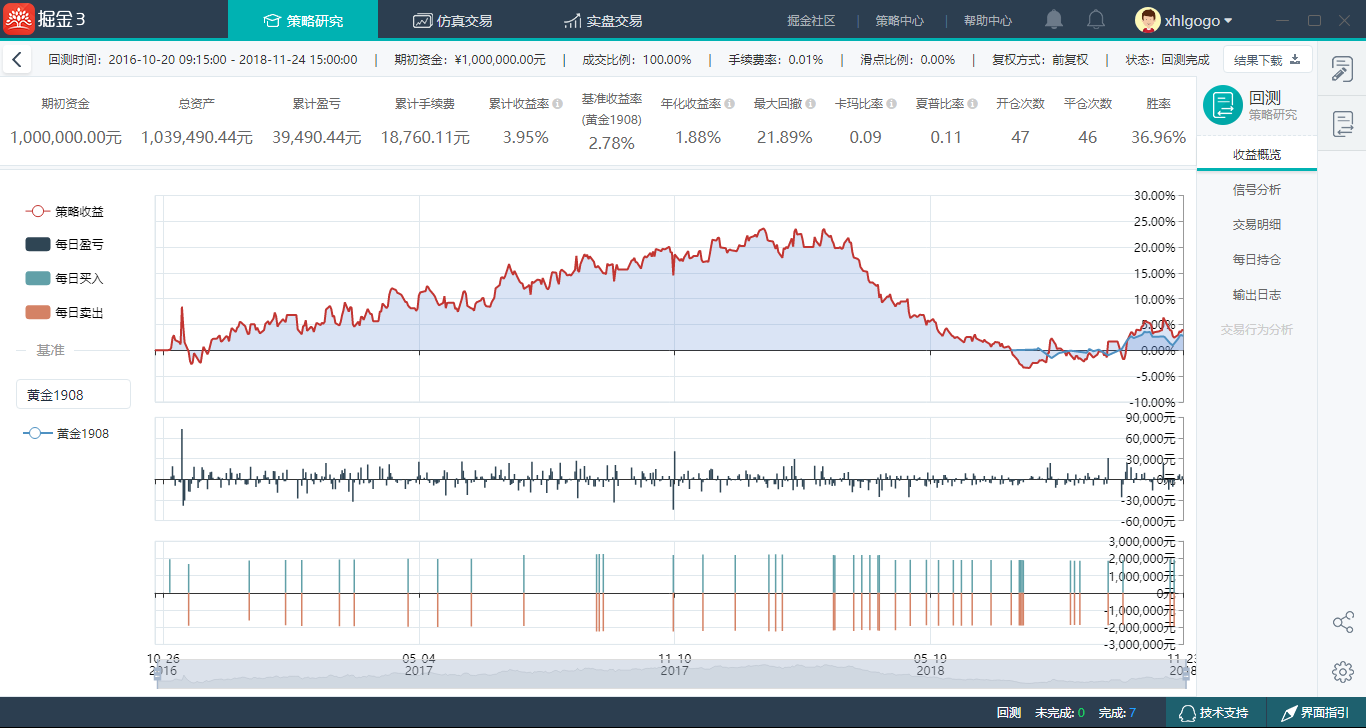 掘金3
策略研究 仿真交易 实盘交易 掘金社区 策略中心 帮助中心 xhlgogo
回测时间：2016-10-20 09:15:00 - 2018-11-24 15:00:00 期初资金：¥1,000,000.00元 成交比例：100.00% 手续费率：0.01% 滑点比例：0.00% 复权方式：前复权 状态：回测完成 结果下载
期初资金 总资产 累计盈亏 累计手续费 累计收益率 基准收益率 年化收益率 最大回撤 卡玛比率 夏普比率 开仓次数 平仓次数 胜率
(黄金1908)
1,000,000.00元 1,039,490.44元 39,490.44元 18,760.11元 3.95% 2.78% 1.88% 21.89% 0.09 0.11 47 46 36.96%
回测
策略研究
收益概览
信号分析
交易明细
每日持仓
输出日志
交易行为分析
策略收益
每日盈亏
每日买入
每日卖出
基准
黄金1908
黄金1908
30.00%
25.00%
20.00%
15.00%
10.00%
5.00%
0.00%
-5.00%
-10.00%
90,000元
60,000元
30,000元
0元
-30,000元
-60,000元
3,000,000元
2,000,000元
1,000,000元
0元
-1,000,000元
-2,000,000元
-3,000,000元
10-26 05-04 11-10 05-19 11-23
2016 2017 2017 2018 2018
回测 未完成: 0 完成: 7 技术支持 界面指引